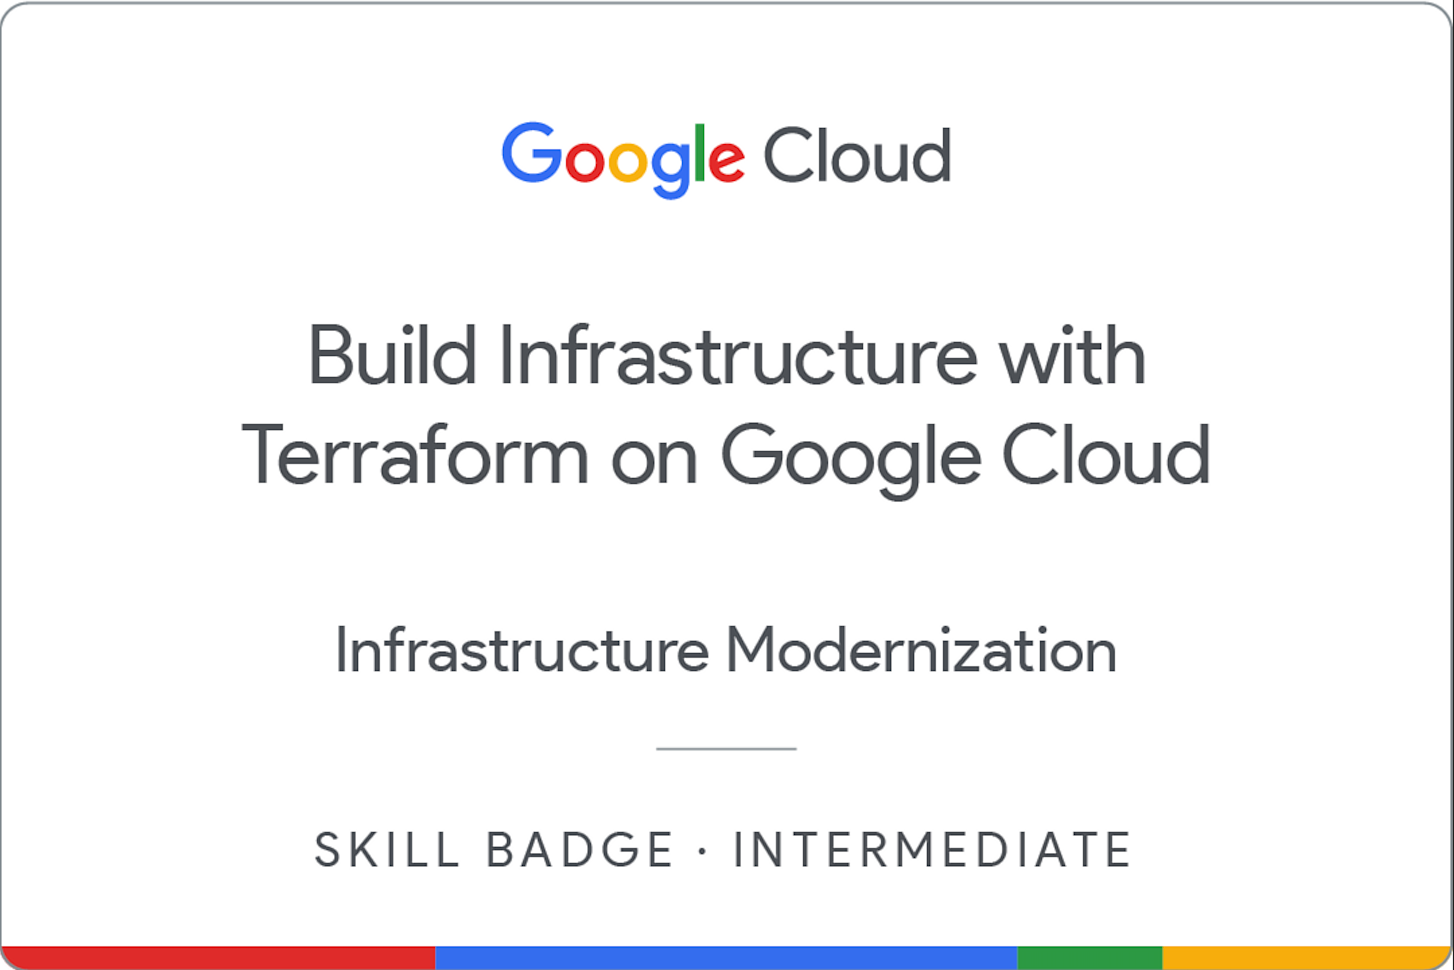 Google Cloud
Build Infrastructure with
Terraform on Google Cloud
Infrastructure Modernization
SKILL BADGE · INTERMEDIATE